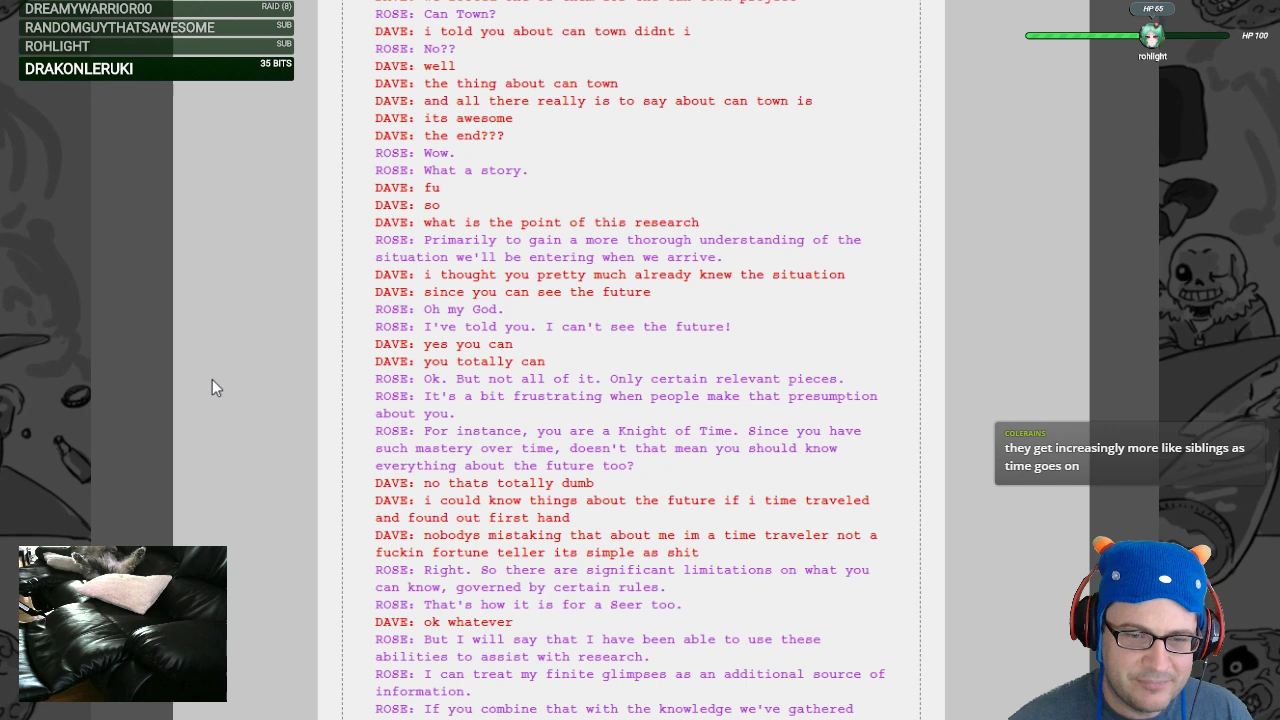 DREAMYWARRIOR00 RAID (8)
RANDOMGUYTHATSAWESOME SUB
ROHLIGHT SUB
DRAKONLERUKI 35 BITS
ROSE: Can Town?
DAVE: i told you about can town didnt i
ROSE: No??
DAVE: well
DAVE: the thing about can town
DAVE: and all there really is to say about can town is
DAVE: its awesome
DAVE: the end???
ROSE: Wow.
ROSE: What a story.
DAVE: fu
DAVE: so
DAVE: what is the point of this research
ROSE: Primarily to gain a more thorough understanding of the
situation we'll be entering when we arrive.
DAVE: i thought you pretty much already knew the situation
DAVE: since you can see the future
ROSE: Oh my God.
ROSE: I've told you. I can't see the future!
DAVE: yes you can
DAVE: you totally can
ROSE: Ok. But not all of it. Only certain relevant pieces.
ROSE: It's a bit frustrating when people make that presumption
about you.
ROSE: For instance, you are a Knight of Time. Since you have
such mastery over time, doesn't that mean you should know
everything about the future too?
DAVE: no thats totally dumb
DAVE: i could know things about the future if i time traveled
and found out first hand
DAVE: nobodys mistaking that about me im a time traveler not a
fuckin fortune teller its simple as shit
ROSE: Right. So there are significant limitations on what you
can know, governed by certain rules.
ROSE: That's how it is for a Seer too.
DAVE: ok whatever
ROSE: But I will say that I have been able to use these
abilities to assist with research.
ROSE: I can treat my finite glimpses as an additional source of
information.
ROSE: If you combine that with the knowledge we've gathered
HP 65
HP 100
rohlight
COLERAINS
they get increasingly more like siblings as
time goes on